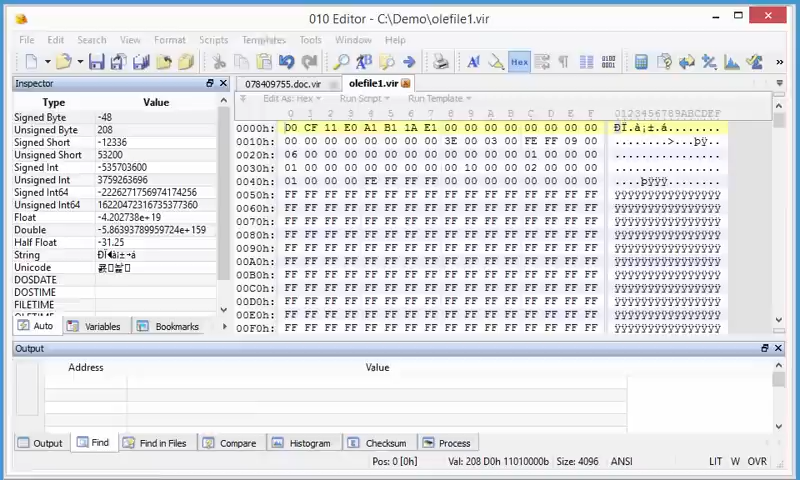 010 Editor - C:\Demo\olefile1.vir
File Edit Search View Format Scripts Templates Tools Window Help
Hex
Inspector
Type Value
Signed Byte -48
Unsigned Byte 208
Signed Short -12336
Unsigned Short 53200
Signed Int -535703600
Unsigned Int 3759263696
Signed Int64 -2226271756974174256
Unsigned Int64 16220472316735377360
Float -4.202738e+19
Double -5.86393789959724e+159
Half Float -31.25
String
Unicode
DOSDATE
DOSTIME
FILETIME
Auto Variables Bookmarks
078409755.doc.vir olefile1.vir
Edit As: Hex Run Script Run Template
0 1 2 3 4 5 6 7 8 9 A B C D E F 0123456789ABCDEF
0000h: D0 CF 11 E0 A1 B1 1A E1 00 00 00 00 00 00 00 00 ÐÏ.à¡±.á........
0010h: 00 00 00 00 00 00 00 00 3E 00 03 00 FE FF 09 00 ........>...þÿ..
0020h: 06 00 00 00 00 00 00 00 00 00 00 00 01 00 00 00 ................
0030h: 01 00 00 00 00 00 00 00 00 10 00 00 02 00 00 00 ................
0040h: 01 00 00 00 FE FF FF FF 00 00 00 00 00 00 00 00 ....þÿÿÿ........
0050h: FF FF FF FF FF FF FF FF FF FF FF FF FF FF FF FF ÿÿÿÿÿÿÿÿÿÿÿÿÿÿÿÿ
0060h: FF FF FF FF FF FF FF FF FF FF FF FF FF FF FF FF ÿÿÿÿÿÿÿÿÿÿÿÿÿÿÿÿ
0070h: FF FF FF FF FF FF FF FF FF FF FF FF FF FF FF FF ÿÿÿÿÿÿÿÿÿÿÿÿÿÿÿÿ
0080h: FF FF FF FF FF FF FF FF FF FF FF FF FF FF FF FF ÿÿÿÿÿÿÿÿÿÿÿÿÿÿÿÿ
0090h: FF FF FF FF FF FF FF FF FF FF FF FF FF FF FF FF ÿÿÿÿÿÿÿÿÿÿÿÿÿÿÿÿ
00A0h: FF FF FF FF FF FF FF FF FF FF FF FF FF FF FF FF ÿÿÿÿÿÿÿÿÿÿÿÿÿÿÿÿ
00B0h: FF FF FF FF FF FF FF FF FF FF FF FF FF FF FF FF ÿÿÿÿÿÿÿÿÿÿÿÿÿÿÿÿ
00C0h: FF FF FF FF FF FF FF FF FF FF FF FF FF FF FF FF ÿÿÿÿÿÿÿÿÿÿÿÿÿÿÿÿ
00D0h: FF FF FF FF FF FF FF FF FF FF FF FF FF FF FF FF ÿÿÿÿÿÿÿÿÿÿÿÿÿÿÿÿ
00E0h: FF FF FF FF FF FF FF FF FF FF FF FF FF FF FF FF ÿÿÿÿÿÿÿÿÿÿÿÿÿÿÿÿ
00F0h: FF FF FF FF FF FF FF FF FF FF FF FF FF FF FF FF ÿÿÿÿÿÿÿÿÿÿÿÿÿÿÿÿ
Output
Address Value
Output Find Find in Files Compare Histogram Checksum Process
Pos: 0 [0h] Val: 208 D0h 11010000b Size: 4096 ANSI LIT W OVR